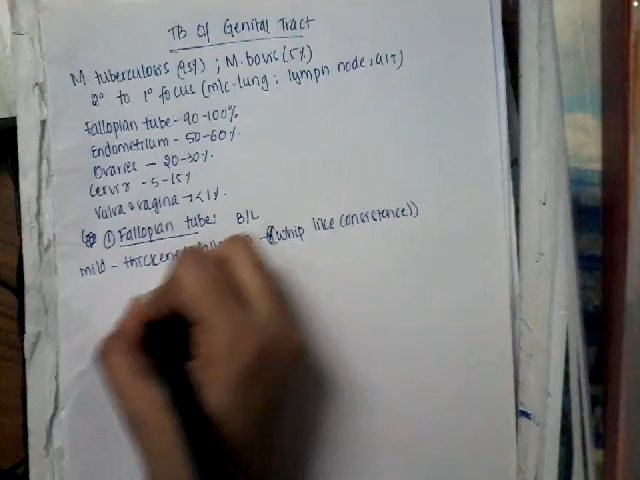 Tb Of Genital Tract
M. tuberculosis (95%) ; M. bovis (5%)
2° to 1° focus (m/c- lung ; lymph node ; GIT)
Fallopian tube - 90-100%
Endometrium - 50-60%.
Ovaries - 20-30%.
Cervix - 5-15%
Vulva & vagina → <1%.
① Fallopian tubes B/L
mild - thickened (whip like consistence))